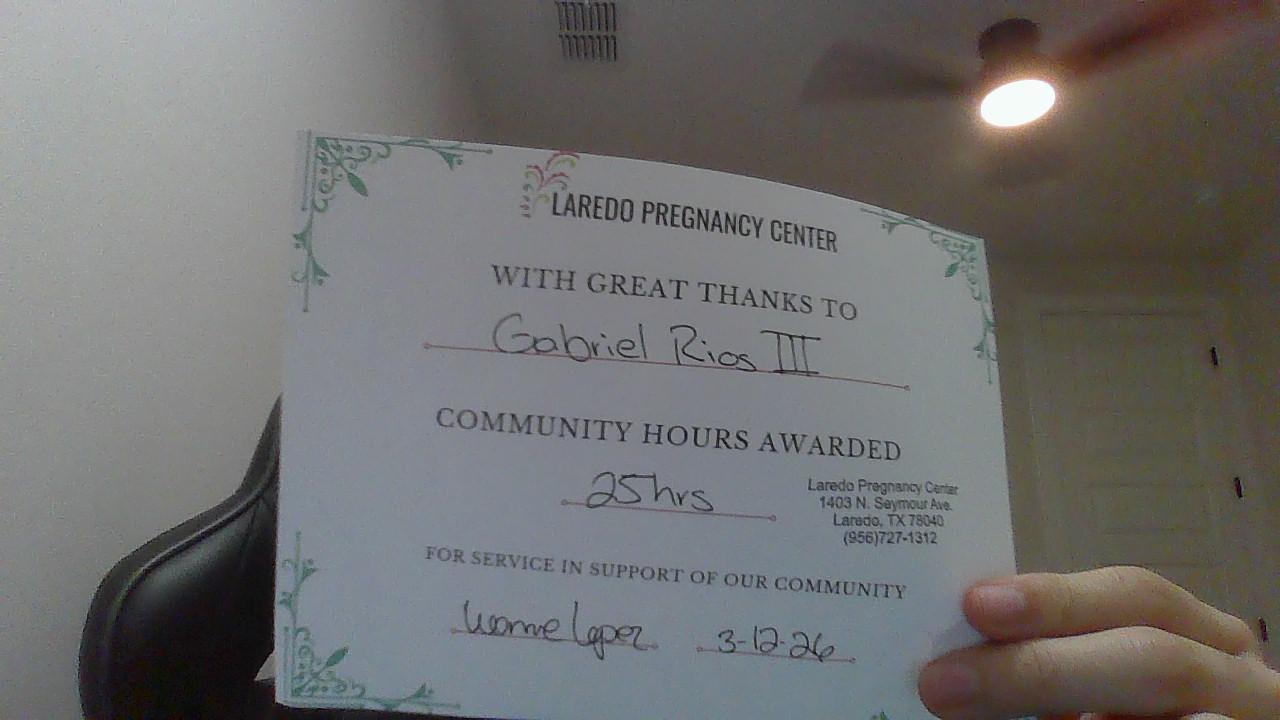 LAREDO PREGNANCY CENTER
WITH GREAT THANKS TO
Gabriel Rios III
COMMUNITY HOURS AWARDED
25hrs
Laredo Pregnancy Center
1403 N. Seymour Ave.
Laredo, TX 78040
(956)727-1312
FOR SERVICE IN SUPPORT OF OUR COMMUNITY
3-12-26